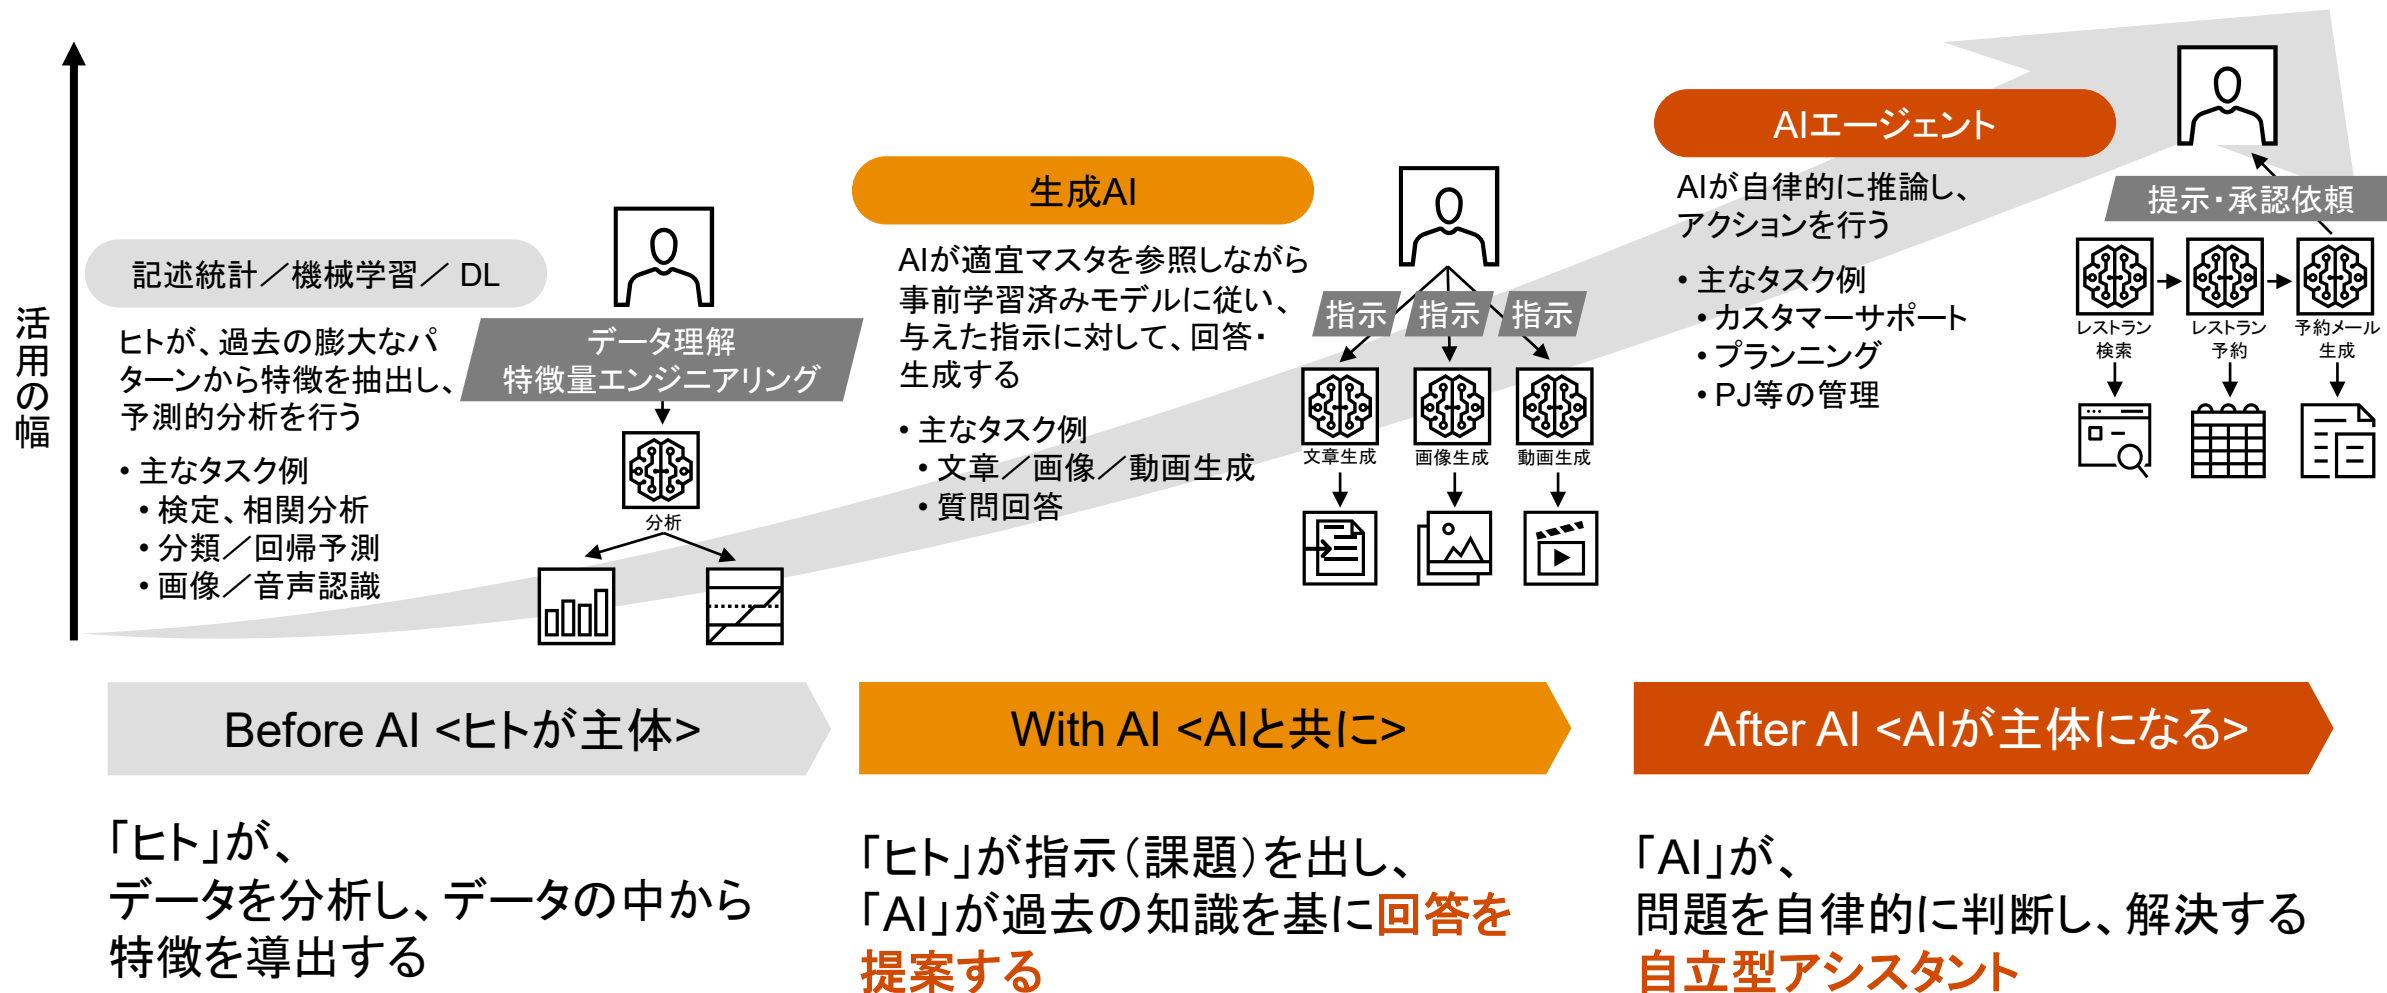 活用の幅
記述統計／機械学習／ DL
ヒトが、過去の膨大なパ
ターンから特徴を抽出し、
予測的分析を行う
• 主なタスク例
• 検定、相関分析
• 分類／回帰予測
• 画像／音声認識
データ理解
特徴量エンジニアリング
分析
生成AI
AIが適宜マスタを参照しながら
事前学習済みモデルに従い、
与えた指示に対して、回答・
生成する
• 主なタスク例
• 文章／画像／動画生成
• 質問回答
指示
指示
指示
文章生成
画像生成
動画生成
AIエージェント
AIが自律的に推論し、
アクションを行う
• 主なタスク例
• カスタマーサポート
• プランニング
• PJ等の管理
提示・承認依頼
レストラン
検索
レストラン
予約
予約メール
生成
Before AI <ヒトが主体>
With AI <AIと共に>
After AI <AIが主体になる>
「ヒト」が、
データを分析し、データの中から
特徴を導出する
「ヒト」が指示（課題）を出し、
「AI」が過去の知識を基に回答を
提案する
「AI」が、
問題を自律的に判断し、解決する
自立型アシスタント